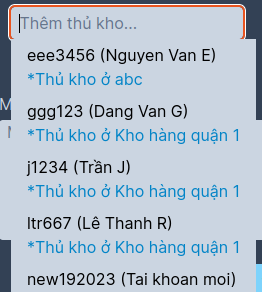 Thêm thủ kho...
eee3456 (Nguyen Van E)
*Thủ kho ở abc
ggg123 (Dang Van G)
*Thủ kho ở Kho hàng quận 1
j1234 (Trần J)
*Thủ kho ở Kho hàng quận 1
ltr667 (Lê Thanh R)
*Thủ kho ở Kho hàng quận 1
new192023 (Tai khoan moi)